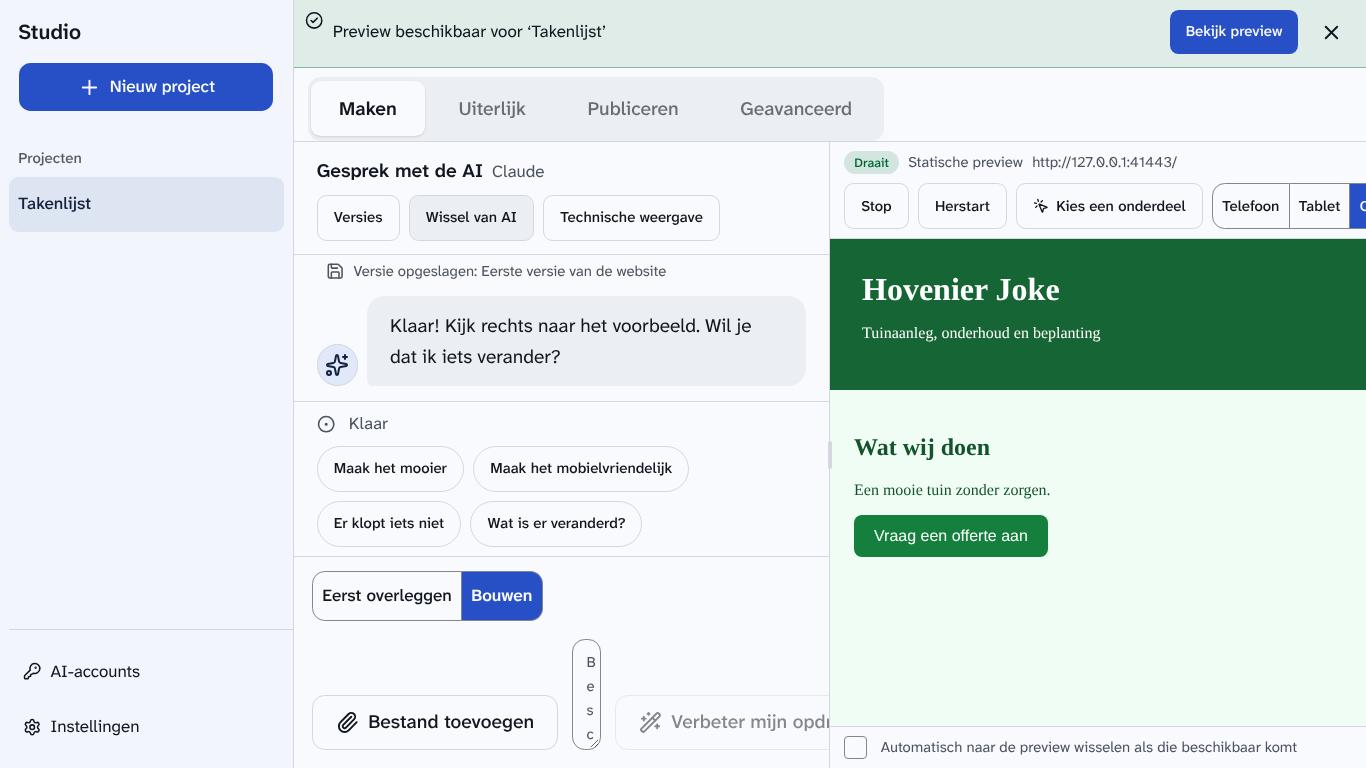 Studio
Nieuw project
Projecten
Takenlijst
AI-accounts
Instellingen
Preview beschikbaar voor ‘Takenlijst’
Bekijk preview
Maken
Uiterlijk
Publiceren
Geavanceerd
Gesprek met de AI Claude
Versies
Wissel van AI
Technische weergave
Versie opgeslagen: Eerste versie van de website
Klaar! Kijk rechts naar het voorbeeld. Wil je
dat ik iets verander?
Klaar
Maak het mooier
Maak het mobielvriendelijk
Er klopt iets niet
Wat is er veranderd?
Eerst overleggen
Bouwen
Bestand toevoegen
B
e
s
c
Verbeter mijn
Draait
Statische preview http://127.0.0.1:41443/
Stop
Herstart
Kies een onderdeel
Telefoon
Tablet
Hovenier Joke
Tuinaanleg, onderhoud en beplanting
Wat wij doen
Een mooie tuin zonder zorgen.
Vraag een offerte aan
Automatisch naar de preview wisselen als die beschikbaar komt